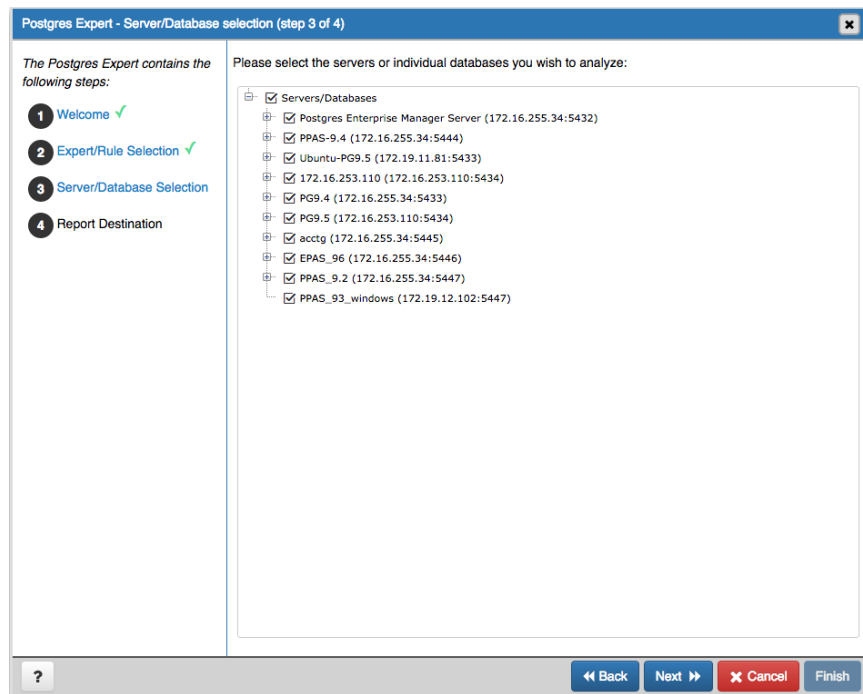 Postgres Expert - Server/Database selection (step 3 of 4)
The Postgres Expert contains the
following steps:
1 Welcome
2 Expert/Rule Selection
3 Server/Database Selection
4 Report Destination
Please select the servers or individual databases you wish to analyze:
Servers/Databases
Postgres Enterprise Manager Server (172.16.255.34:5432)
PPAS-9.4 (172.16.255.34:5444)
Ubuntu-PG9.5 (172.19.11.81:5433)
172.16.253.110 (172.16.253.110:5434)
PG9.4 (172.16.255.34:5433)
PG9.5 (172.16.253.110:5434)
acctg (172.16.255.34:5445)
EPAS_96 (172.16.255.34:5446)
PPAS_9.2 (172.16.255.34:5447)
PPAS_93_windows (172.19.12.102:5447)
? Back Next Cancel Finish